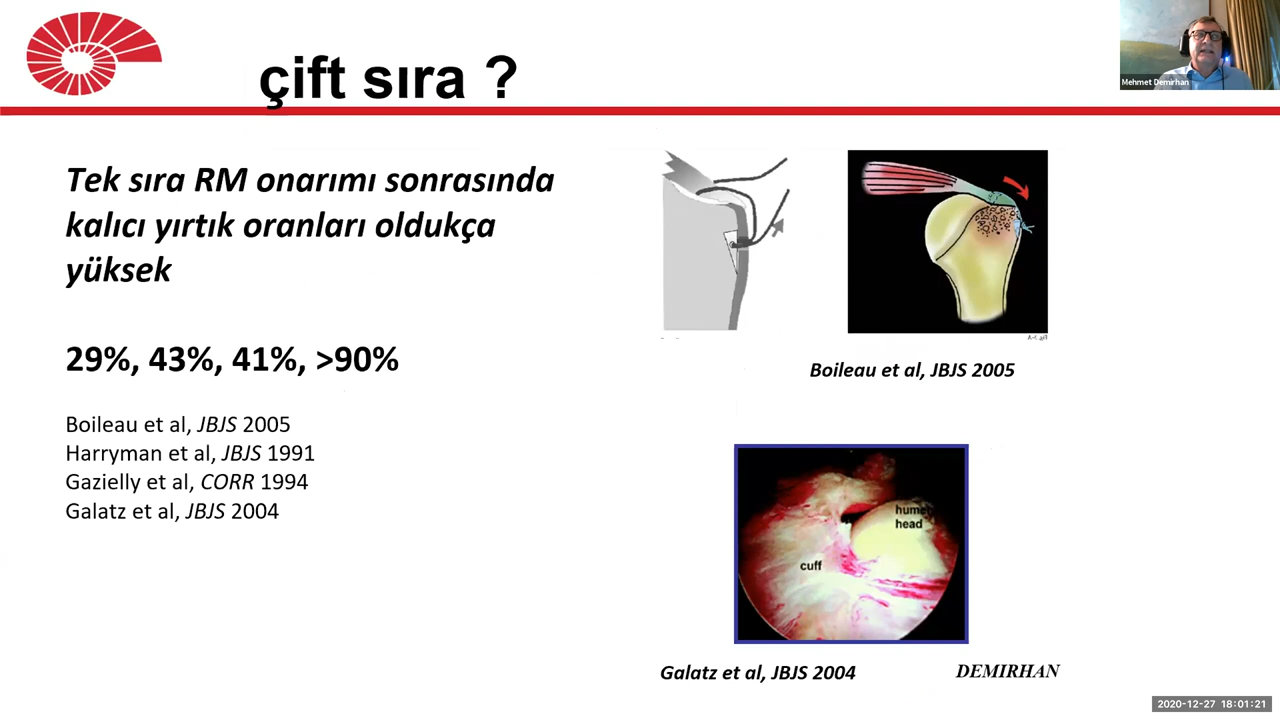 çift sıra ?
Mehmet Demirhan
Tek sıra RM onarımı sonrasında
kalıcı yırtık oranları oldukça
yüksek
29%, 43%, 41%, >90%
Boileau et al, JBJS 2005
Harryman et al, JBJS 1991
Gazielly et al, CORR 1994
Galatz et al, JBJS 2004
Boileau et al, JBJS 2005
head
cuff
Galatz et al, JBJS 2004
DEMIRHAN
2020-12-27 18:01:21